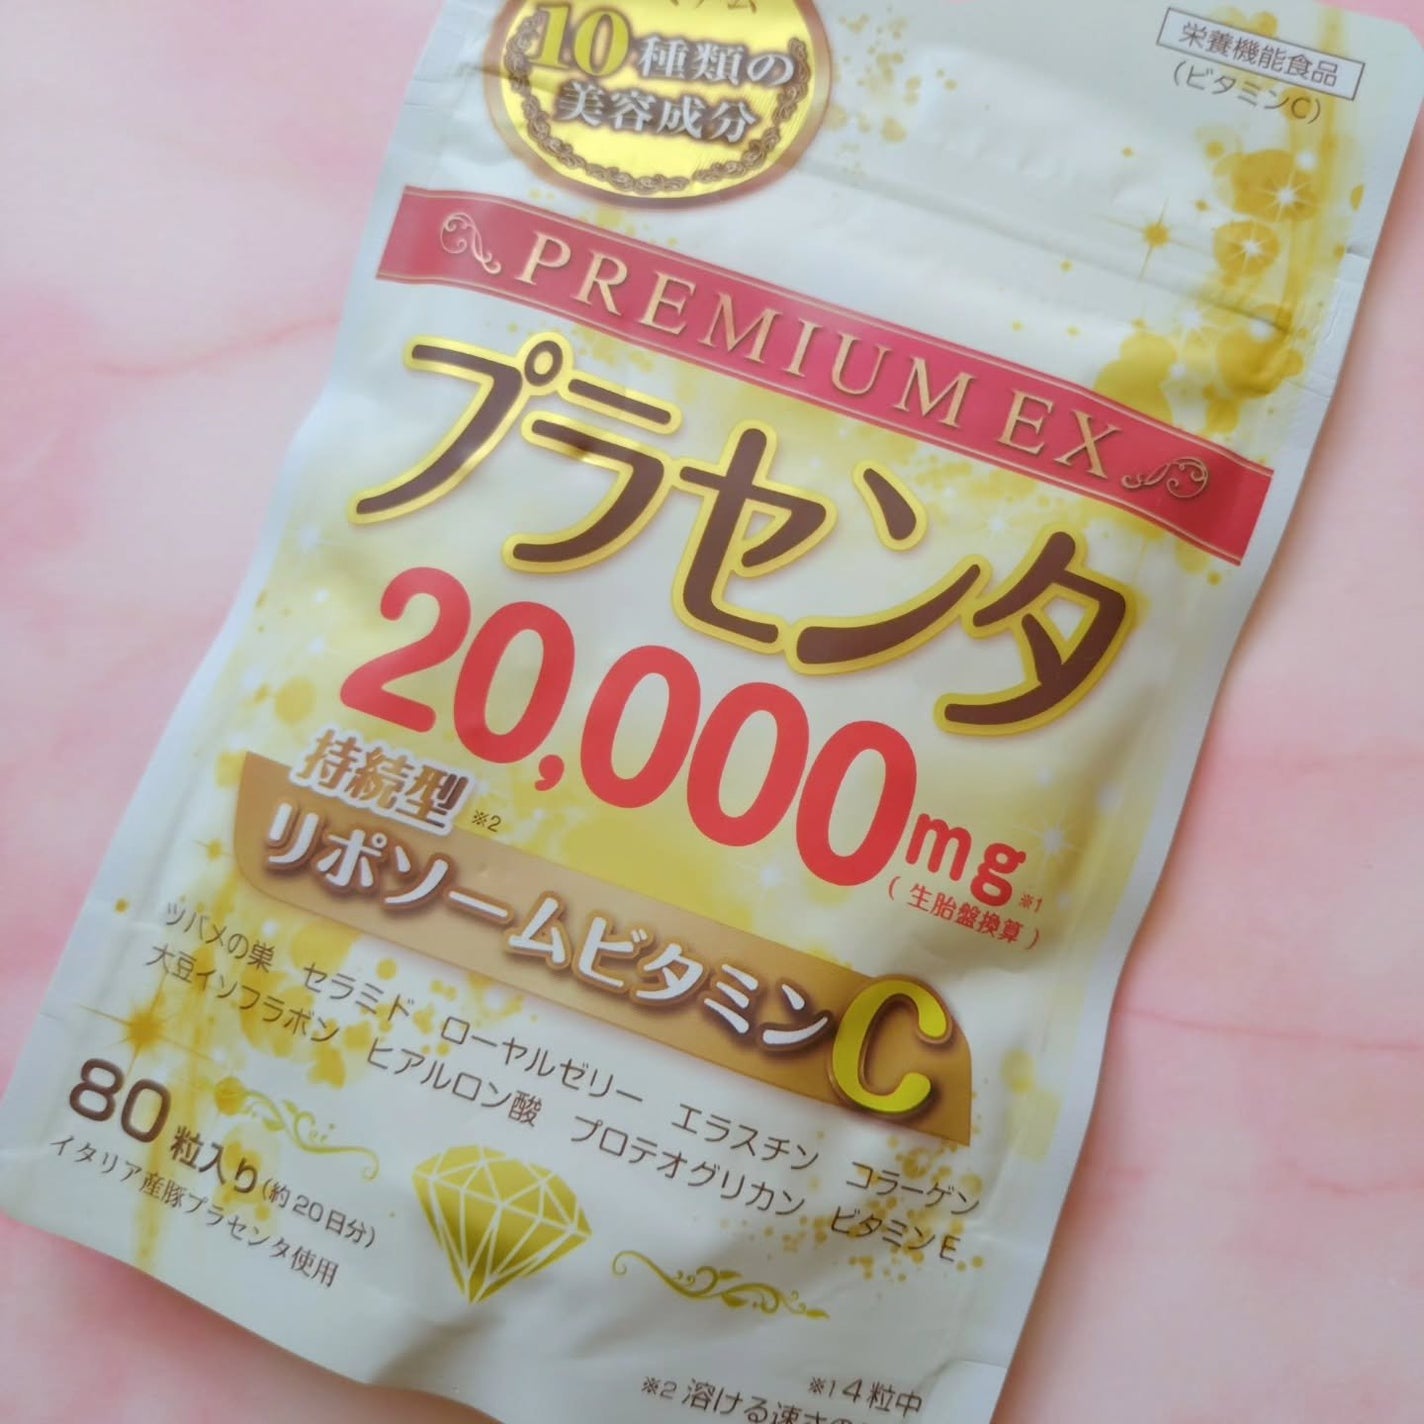 10種類の
美容成分
栄養機能食品
(ビタミンC)
PREMIUM EX
プラセンタ
20,000mg※1
(生胎盤換算)
持続型※2
リポソームビタミンC
ツバメの巣 セラミド ローヤルゼリー エラスチン コラーゲン
大豆イソフラボン ヒアルロン酸 プロテオグリカン ビタミンE
80粒入り(約20日分)
イタリア産豚プラセンタ使用
※1 4粒中
※2 溶ける速さの